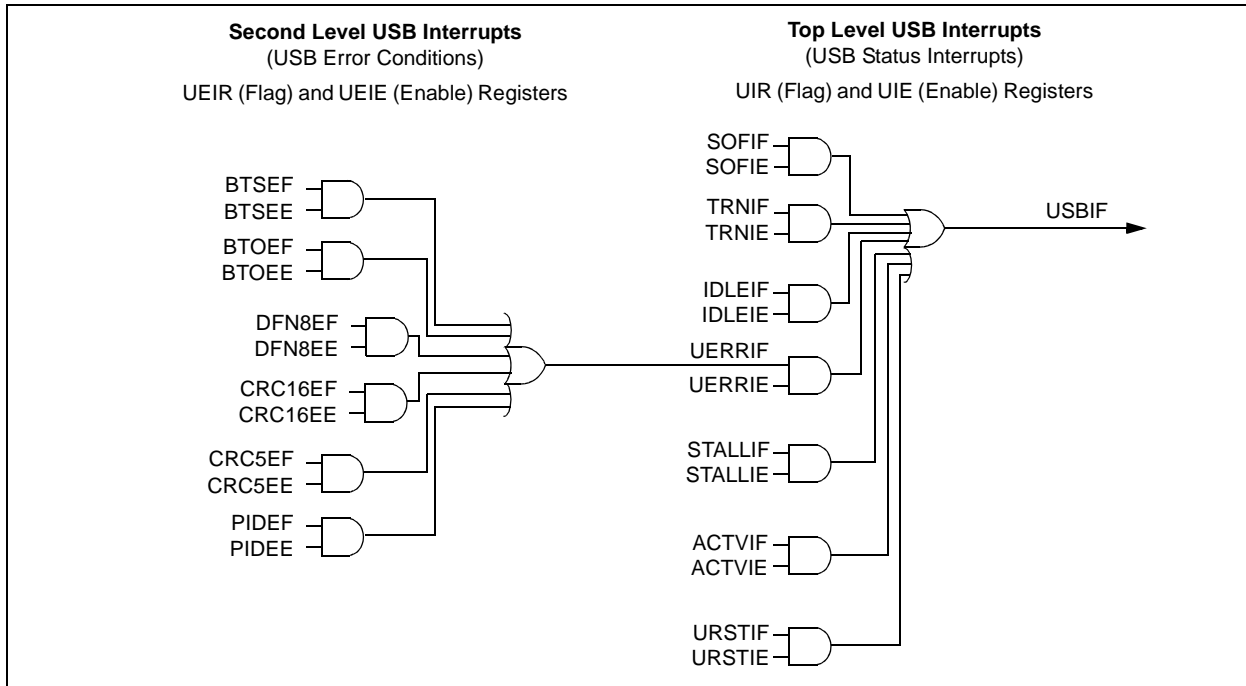 Second Level USB Interrupts
(USB Error Conditions)
UEIR (Flag) and UEIE (Enable) Registers
BTSEF
BTSEE
BTOEF
BTOEE
DFN8EF
DFN8EE
CRC16EF
CRC16EE
CRC5EF
CRC5EE
PIDEF
PIDEE
Top Level USB Interrupts
(USB Status Interrupts)
UIR (Flag) and UIE (Enable) Registers
SOFIF
SOFIE
TRNIF
TRNIE
IDLEIF
IDLEIE
UERRIF
UERRIE
STALLIF
STALLIE
ACTVIF
ACTVIE
URSTIF
URSTIE
USBIF